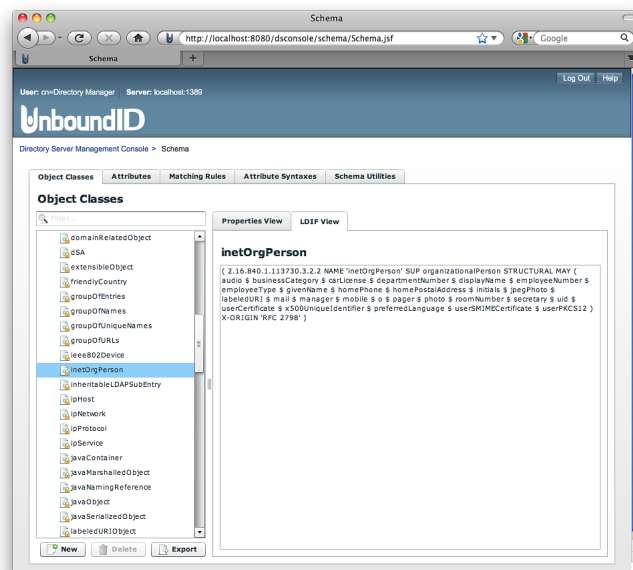 Schema
http://localhost:8080/dsconsole/schema/Schema.jsf
Google
Schema
Log Out Help
User: cn=Directory Manager Server: localhost:1389
UnboundID
Directory Server Management Console > Schema
Object Classes Attributes Matching Rules Attribute Syntaxes Schema Utilities
Object Classes
Filter...
domainRelatedObject
dSA
extensibleObject
friendlyCountry
groupOfEntries
groupOfNames
groupOfUniqueNames
groupOfURLs
ieee802Device
inetOrgPerson
inheritableLDAPSubEntry
ipHost
ipNetwork
ipProtocol
ipService
javaContainer
javaMarshalledObject
javaNamingReference
javaObject
javaSerializedObject
labeledURIObject
New Delete Export
Properties View LDIF View
inetOrgPerson
( 2.16.840.1.113730.3.2.2 NAME 'inetOrgPerson' SUP organizationalPerson STRUCTURAL MAY (
audio $ businessCategory $ carLicense $ departmentNumber $ displayName $ employeeNumber $
employeeType $ givenName $ homePhone $ homePostalAddress $ initials $ jpegPhoto $
labeledURI $ mail $ manager $ mobile $ o $ pager $ photo $ roomNumber $ secretary $ uid $
userCertificate $ x500UniqueIdentifier $ preferredLanguage $ userSMIMECertificate $ userPKCS12 )
X-ORIGIN 'RFC 2798' )